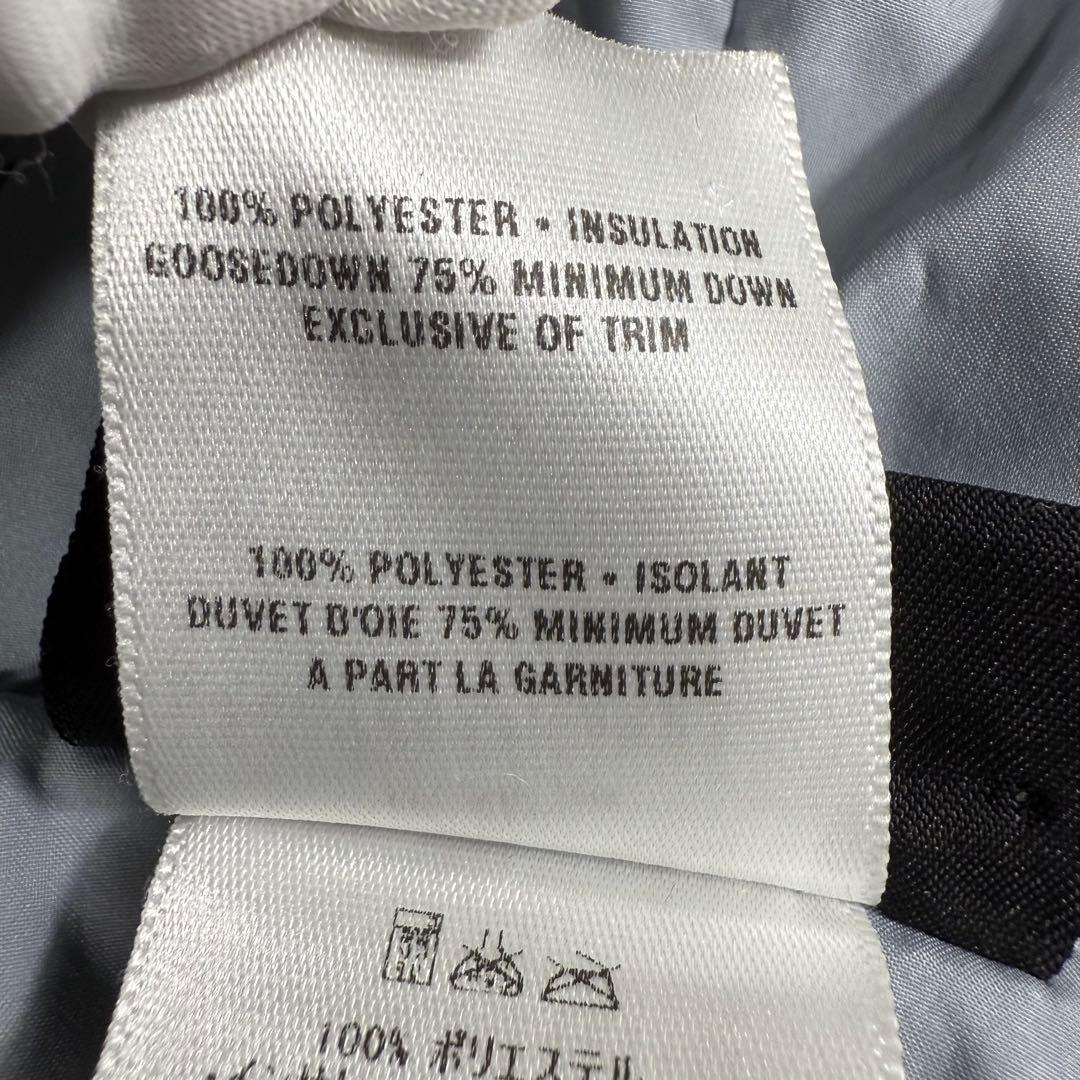 100% POLYESTER • INSULATION
GOOSEDOWN 75% MINIMUM DOWN
EXCLUSIVE OF TRIM
100% POLYESTER • ISOLANT
DUVET D'OIE 75% MINIMUM DUVET
A PART LA GARNITURE
100% ポリエステル